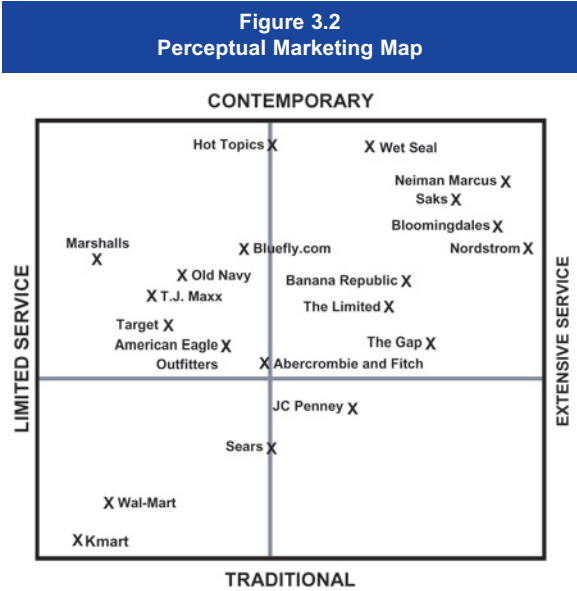 Figure 3.2
Perceptual Marketing Map
CONTEMPORARY
Hot Topics X
X Wet Seal
Neiman Marcus X
Saks X
Bloomingdales X
Marshalls
X
X Bluefly.com
Nordstrom X
X Old Navy
Banana Republic X
X T.J. Maxx
The Limited X
Target X
American Eagle X
Outfitters
The Gap X
X Abercrombie and Fitch
LIMITED SERVICE
EXTENSIVE SERVICE
JC Penney X
Sears X
X Wal-Mart
X Kmart
TRADITIONAL